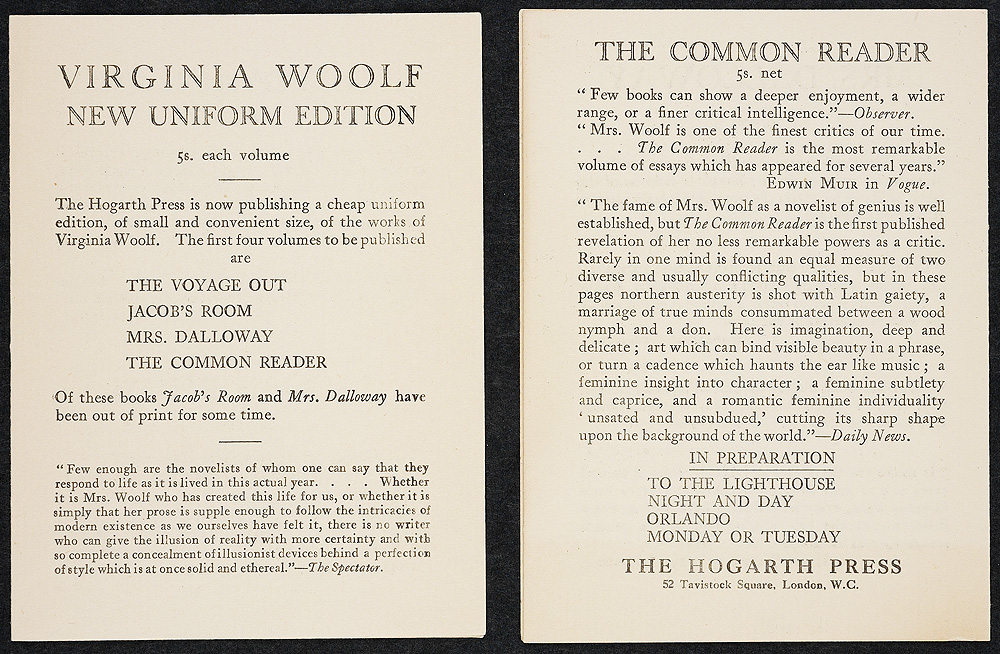 VIRGINIA WOOLF
NEW UNIFORM EDITION
5s. each volume
The Hogarth Press is now publishing a cheap uniform
edition, of small and convenient size, of the works of
Virginia Woolf. The first four volumes to be published
are
THE VOYAGE OUT
JACOB'S ROOM
MRS. DALLOWAY
THE COMMON READER
Of these books Jacob's Room and Mrs. Dalloway have
been out of print for some time.
"Few enough are the novelists of whom one can say that they
respond to life as it is lived in this actual year. . . . Whether
it is Mrs. Woolf who has created this life for us, or whether it is
simply that her prose is supple enough to follow the intricacies of
modern existence as we ourselves have felt it, there is no writer
who can give the illusion of reality with more certainty and with
so complete a concealment of illusionist devices behind a perfection
of style which is at once solid and ethereal."—The Spectator.
THE COMMON READER
5s. net
"Few books can show a deeper enjoyment, a wider
range, or a finer critical intelligence."—Observer.
"Mrs. Woolf is one of the finest critics of our time.
. . . The Common Reader is the most remarkable
volume of essays which has appeared for several years."
EDWIN MUIR in Vogue.
"The fame of Mrs. Woolf as a novelist of genius is well
established, but The Common Reader is the first published
revelation of her no less remarkable powers as a critic.
Rarely in one mind is found an equal measure of two
diverse and usually conflicting qualities, but in these
pages northern austerity is shot with Latin gaiety, a
marriage of true minds consummated between a wood
nymph and a don. Here is imagination, deep and
delicate; art which can bind visible beauty in a phrase,
or turn a cadence which haunts the ear like music; a
feminine insight into character; a feminine subtlety
and caprice, and a romantic feminine individuality
'unsated and unsubdued,' cutting its sharp shape
upon the background of the world."—Daily News.
IN PREPARATION
TO THE LIGHTHOUSE
NIGHT AND DAY
ORLANDO
MONDAY OR TUESDAY
THE HOGARTH PRESS
52 Tavistock Square, London, W.C.